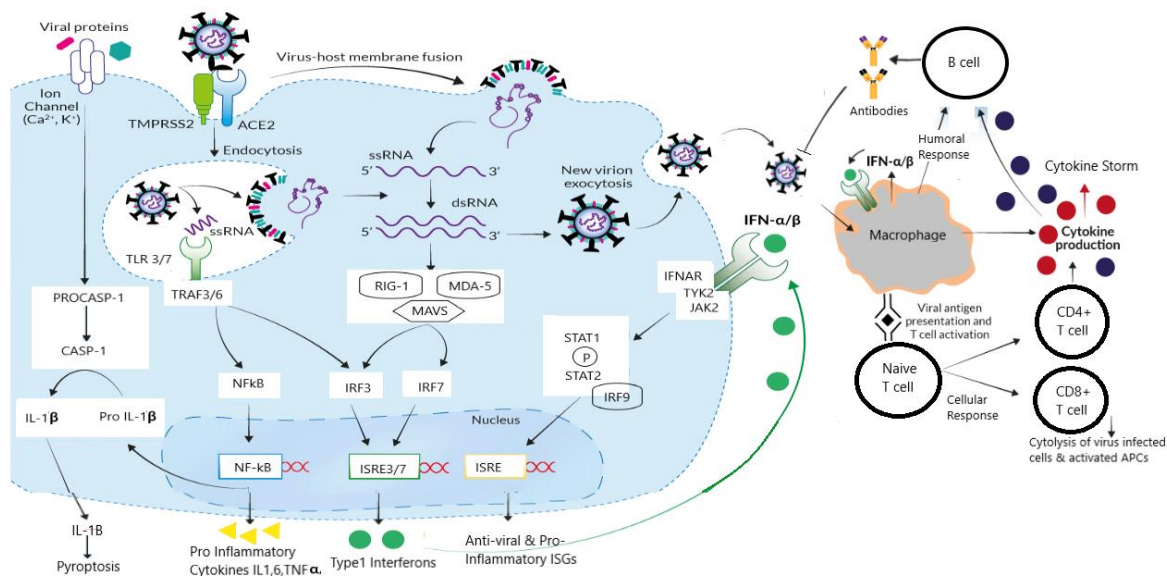 Viral proteins
Ion
Channel
(Ca²⁺, K⁺)
TMPRSS2
ACE2
Virus-host membrane fusion
Endocytosis
ssRNA
TLR 3/7
TRAF3/6
ssRNA
5' 3'
dsRNA
5' 3'
New virion
exocytosis
RIG-1
MDA-5
MAVS
PROCASP-1
CASP-1
IL-1β
Pro IL-1β
NFkB
IRF3
IRF7
STAT1
P
STAT2
IRF9
IFN-α/β
IFNAR
TYK2
JAK2
Nucleus
NF-kB
ISRE3/7
ISRE
IL-1B
Pyroptosis
Pro Inflammatory
Cytokines IL1,6,TNFα,
Type1 Interferons
Anti-viral & Pro-
Inflammatory ISGs
B cell
Antibodies
Humoral
Response
IFN-α/β
Macrophage
Cytokine Storm
Cytokine
production
Viral antigen
presentation and
T cell activation
Naive
T cell
Cellular
Response
CD4+
T cell
CD8+
T cell
Cytolysis of virus infected
cells & activated APCs